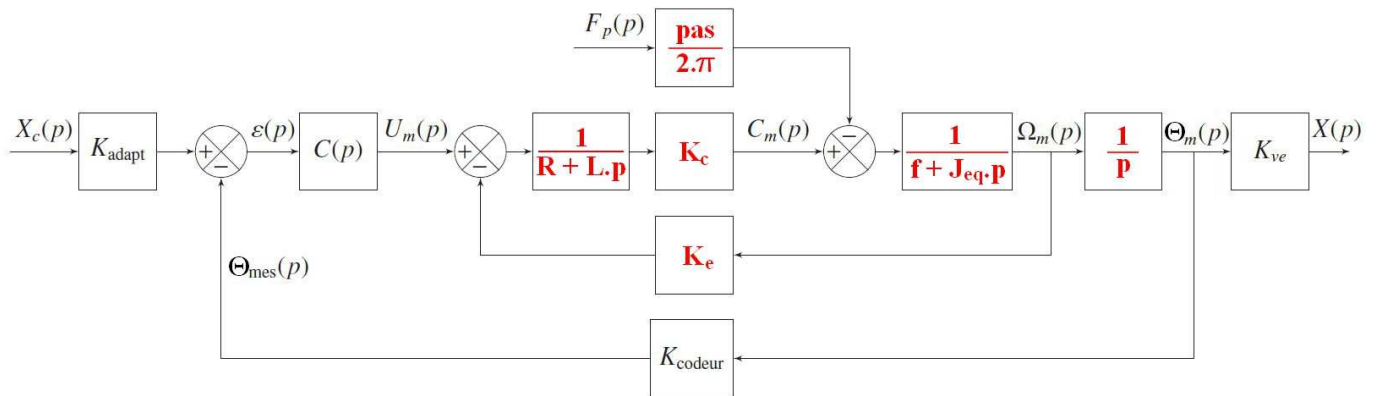 F_p(p)
pas
2.π
X_c(p)
K_adapt
+
−
ε(p)
C(p)
U_m(p)
+
−
1
R + L.p
K_c
C_m(p)
−
+
1
f + J_eq.p
Ω_m(p)
1
p
Θ_m(p)
K_ve
X(p)
K_e
Θ_mes(p)
K_codeur